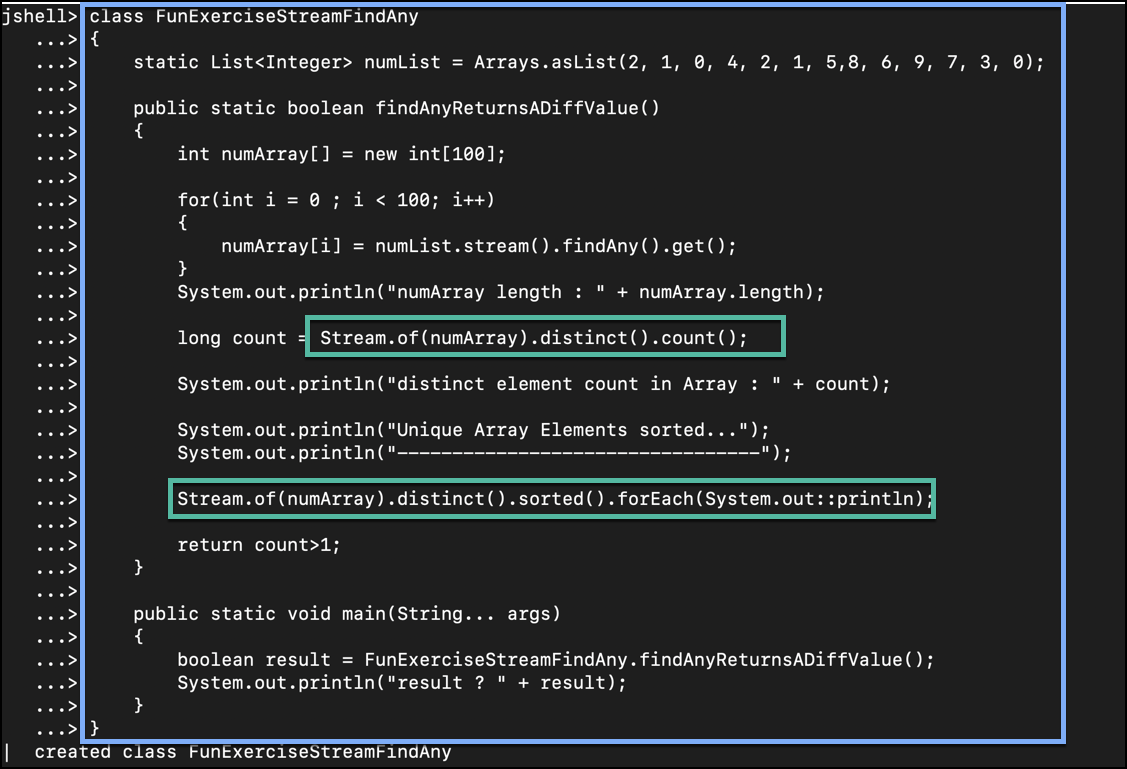 jshell> class FunExerciseStreamFindAny
...> {
...>     static List<Integer> numList = Arrays.asList(2, 1, 0, 4, 2, 1, 5,8, 6, 9, 7, 3, 0);
...>
...>     public static boolean findAnyReturnsADiffValue()
...>     {
...>         int numArray[] = new int[100];
...>
...>         for(int i = 0 ; i < 100; i++)
...>         {
...>             numArray[i] = numList.stream().findAny().get();
...>         }
...>         System.out.println("numArray length : " + numArray.length);
...>
...>         long count = Stream.of(numArray).distinct().count();
...>
...>         System.out.println("distinct element count in Array : " + count);
...>
...>         System.out.println("Unique Array Elements sorted...");
...>         System.out.println("---------------------------------");
...>
...>         Stream.of(numArray).distinct().sorted().forEach(System.out::println);
...>
...>         return count>1;
...>     }
...>
...>     public static void main(String... args)
...>     {
...>         boolean result = FunExerciseStreamFindAny.findAnyReturnsADiffValue();
...>         System.out.println("result ? " + result);
...>     }
...> }
|  created class FunExerciseStreamFindAny